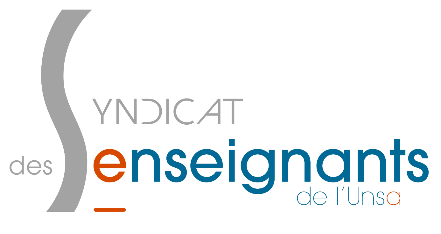 SYNDICAT
des enseignants
de l'Unsa